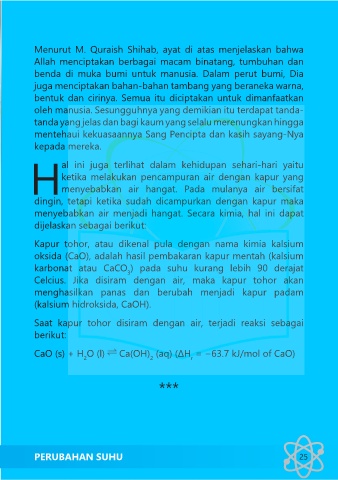 Menurut M. Quraish Shihab, ayat di atas menjelaskan bahwa
Allah menciptakan berbagai macam binatang, tumbuhan dan
benda di muka bumi untuk manusia. Dalam perut bumi, Dia
juga menciptakan bahan-bahan tambang yang beraneka warna,
bentuk dan cirinya. Semua itu diciptakan untuk dimanfaatkan
oleh manusia. Sesungguhnya yang demikian itu terdapat tanda-
tanda yang jelas dan bagi kaum yang selalu merenungkan hingga
mentehaui kekuasaannya Sang Pencipta dan kasih sayang-Nya
kepada mereka.
Hal ini juga terlihat dalam kehidupan sehari-hari yaitu
ketika melakukan pencampuran air dengan kapur yang
menyebabkan air hangat. Pada mulanya air bersifat
dingin, tetapi ketika sudah dicampurkan dengan kapur maka
menyebabkan air menjadi hangat. Secara kimia, hal ini dapat
dijelaskan sebagai berikut:
Kapur tohor, atau dikenal pula dengan nama kimia kalsium
oksida (CaO), adalah hasil pembakaran kapur mentah (kalsium
karbonat atau CaCO₃) pada suhu kurang lebih 90 derajat
Celcius. Jika disiram dengan air, maka kapur tohor akan
menghasilkan panas dan berubah menjadi kapur padam
(kalsium hidroksida, CaOH).
Saat kapur tohor disiram dengan air, terjadi reaksi sebagai
berikut:
CaO (s) + H₂O (l) ⇌ Ca(OH)₂ (aq) (ΔHᵣ = −63.7 kJ/mol of CaO)
***
PERUBAHAN SUHU 25